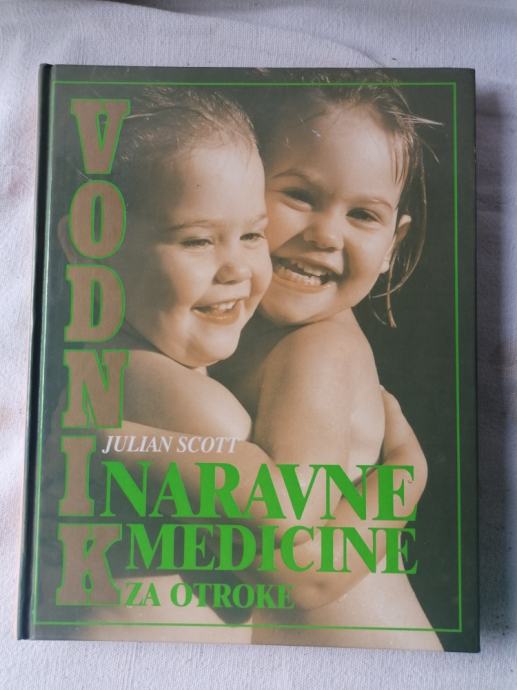 VODNIK
JULIAN SCOTT
NARAVNE
MEDICINE
ZA OTROKE